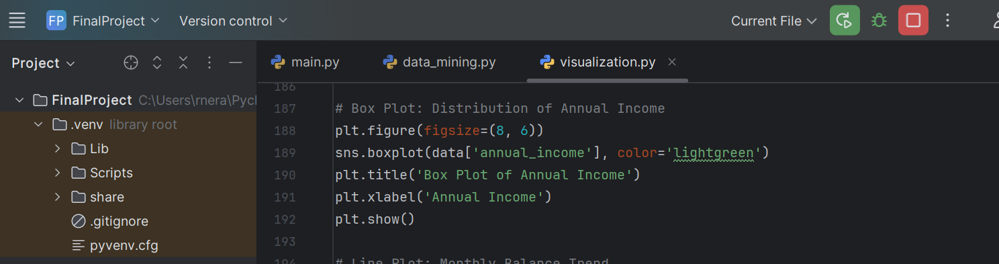 FP FinalProject Version control Current File
Project
main.py data_mining.py visualization.py
FinalProject C:\Users\rnera\Pycl
.venv library root
Lib
Scripts
share
.gitignore
pyvenv.cfg
186
187 # Box Plot: Distribution of Annual Income
188 plt.figure(figsize=(8, 6))
189 sns.boxplot(data['annual_income'], color='lightgreen')
190 plt.title('Box Plot of Annual Income')
191 plt.xlabel('Annual Income')
192 plt.show()
193
194 # Line Plot: Monthly Balance Trend